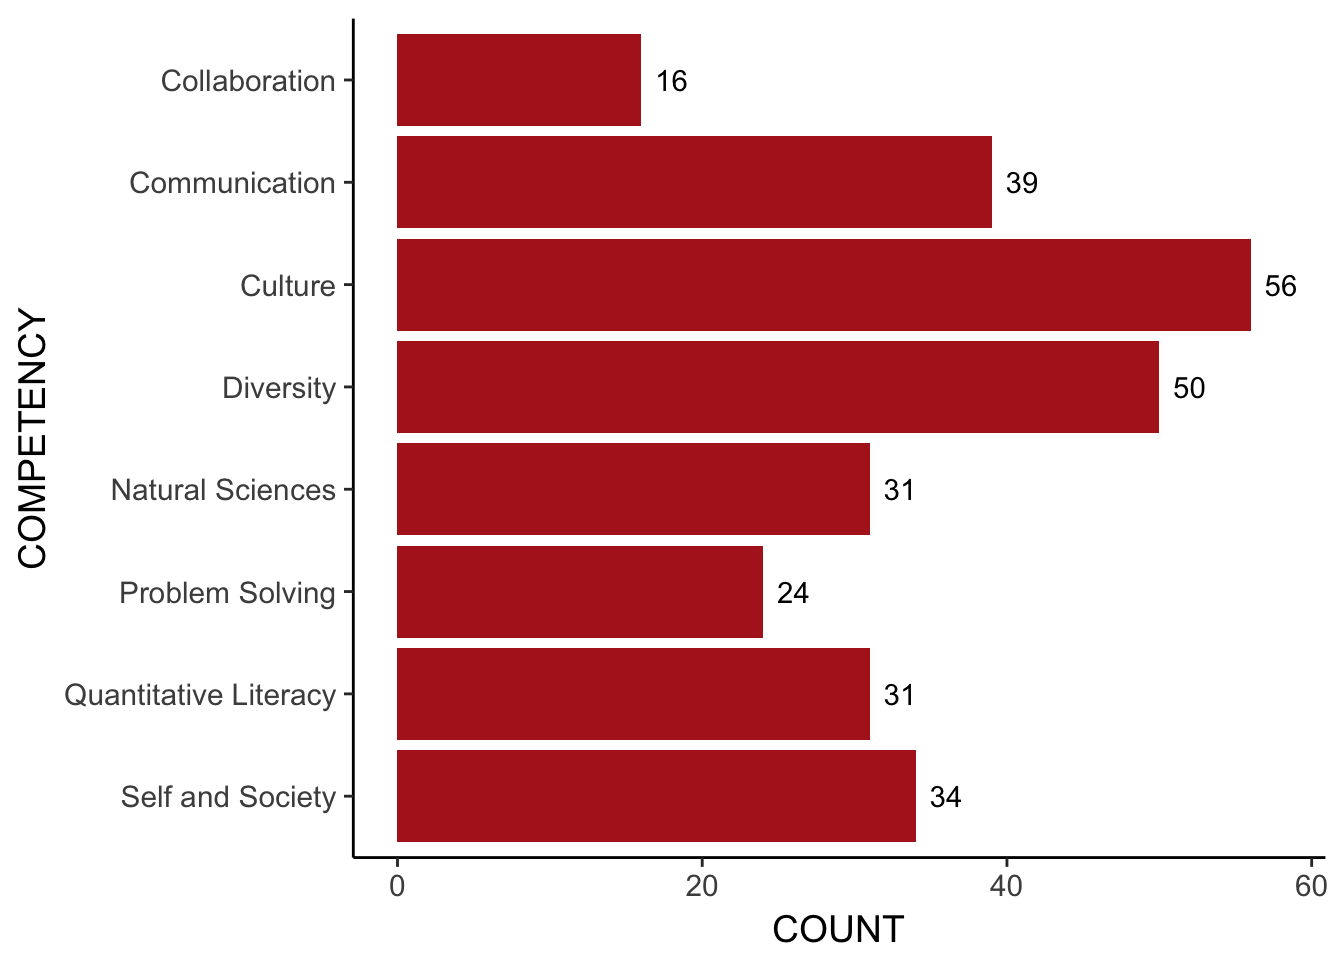 COMPETENCY
Collaboration 16
Communication 39
Culture 56
Diversity 50
Natural Sciences 31
Problem Solving 24
Quantitative Literacy 31
Self and Society 34
0 20 40 60
COUNT